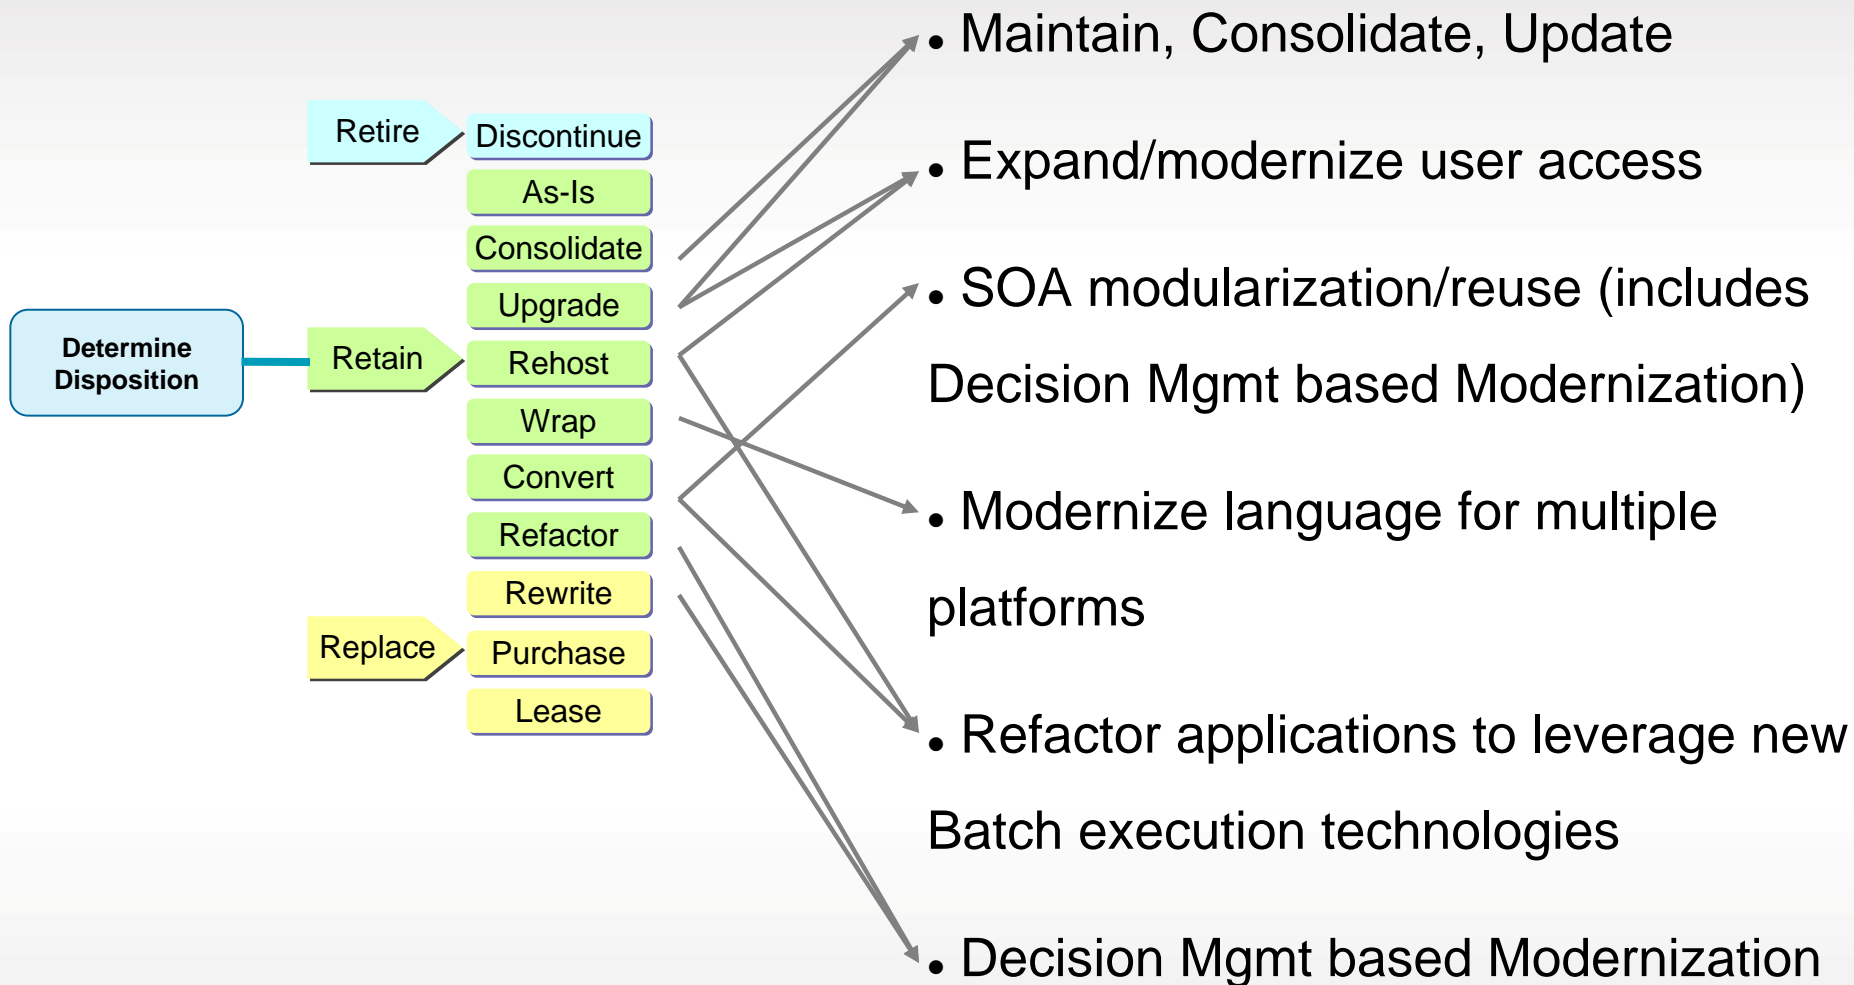 Determine
Disposition
Retire
Retain
Replace
Discontinue
As-Is
Consolidate
Upgrade
Rehost
Wrap
Convert
Refactor
Rewrite
Purchase
Lease
• Maintain, Consolidate, Update
• Expand/modernize user access
• SOA modularization/reuse (includes
Decision Mgmt based Modernization)
• Modernize language for multiple
platforms
• Refactor applications to leverage new
Batch execution technologies
• Decision Mgmt based Modernization